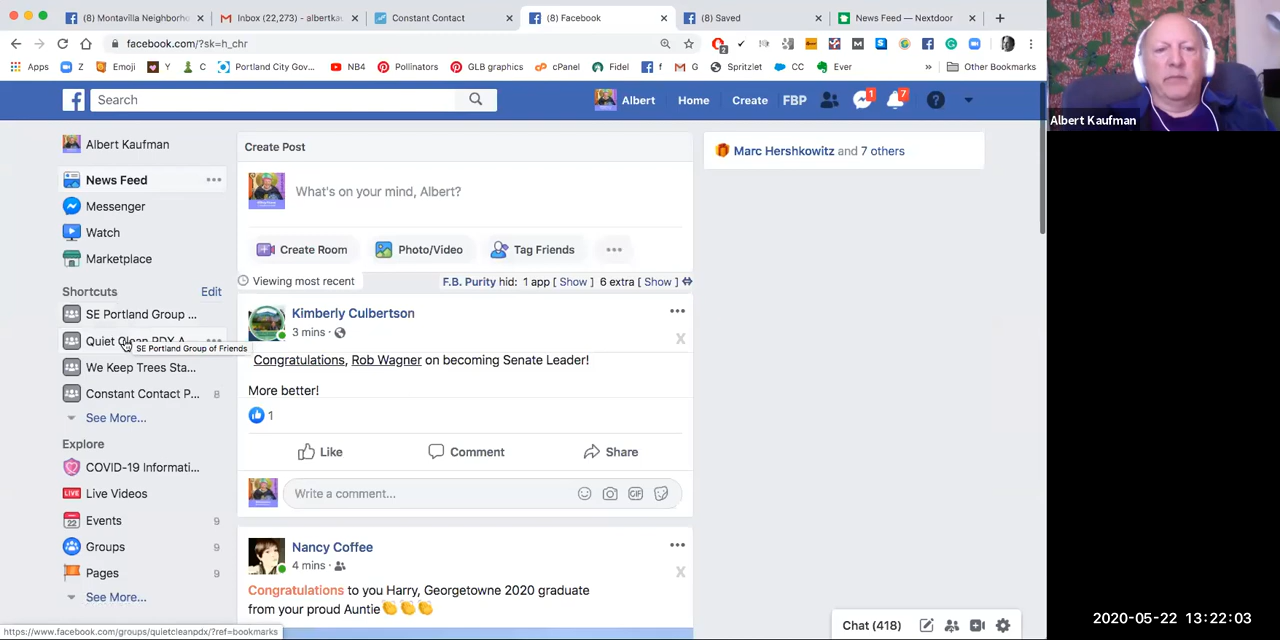 (8) Montavilla Neighborh
Inbox (22,273) - albertkau
Constant Contact
(8) Facebook
(8) Saved
News Feed — Nextdoor
facebook.com/?sk=h_chr
Apps
Z
Emoji
Y
C
Portland City Gov...
NB4
Pollinators
GLB graphics
cPanel
Fidel
f
G
Spritzlet
CC
Ever
»
Other Bookmarks
Search
Albert
Home
Create
FBP
1
7
Albert Kaufman
Albert Kaufman
News Feed
Messenger
Watch
Marketplace
Shortcuts
Edit
SE Portland Group ...
Quiet Clean PDX A
SE Portland Group of Friends
We Keep Trees Sta...
Constant Contact P...
8
See More...
Explore
COVID-19 Informati...
LIVE
Live Videos
22
Events
9
Groups
9
Pages
9
See More...
Create Post
What's on your mind, Albert?
Create Room
Photo/Video
Tag Friends
Viewing most recent
F.B. Purity hid: 1 app [ Show ] 6 extra [ Show ]
Kimberly Culbertson
3 mins ·
X
Congratulations, Rob Wagner on becoming Senate Leader!
More better!
1
Like
Comment
Share
Write a comment...
GIF
Nancy Coffee
4 mins ·
X
Congratulations to you Harry, Georgetowne 2020 graduate
from your proud Auntie👏👏👏
Marc Hershkowitz and 7 others
Chat (418)
https://www.facebook.com/groups/quietcleanpdx/?ref=bookmarks
2020-05-22 13:22:03